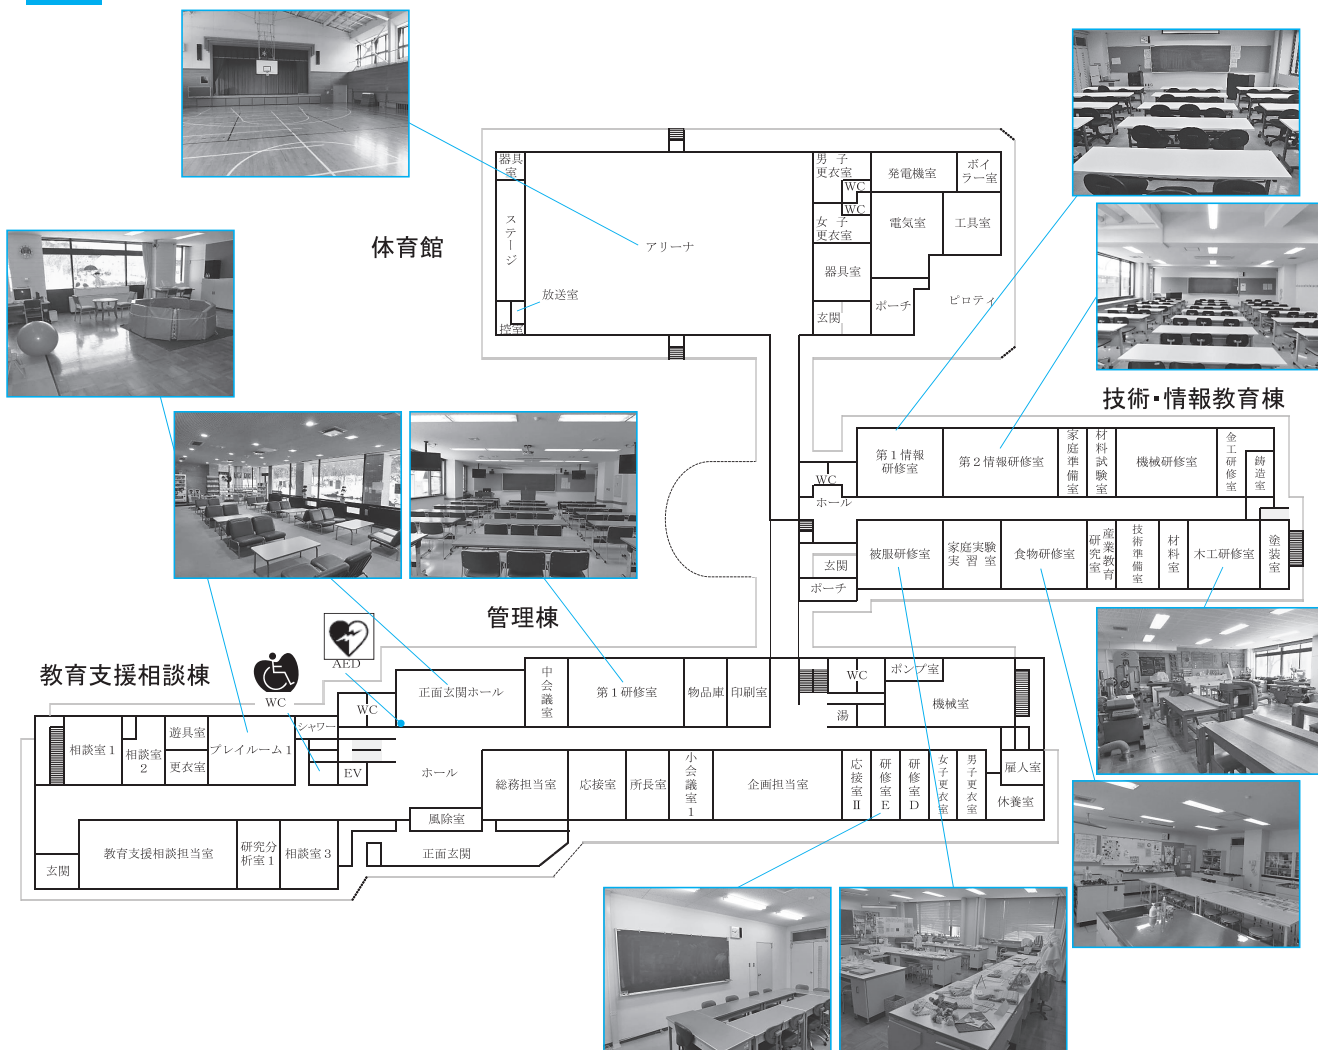 体育館
器具
室
ステージ
放送室
控室
アリーナ
男子
更衣室
WC
WC
女子
更衣室
器具室
玄関
発電機室
ボイ
ラー室
電気室
工具室
ポーチ
ピロティ
技術・情報教育棟
第1情報
研修室
第2情報研修室
家庭準備室
材料試験室
機械研修室
金工研修室
鋳造室
WC
ホール
被服研修室
家庭実験
実習室
食物研修室
産業教育
研究室
技術準備室
材料室
木工研修室
塗装室
玄関
ポーチ
管理棟
AED
正面玄関ホール
中会議室
第1研修室
物品庫
印刷室
WC
ポンプ室
湯
機械室
WC
ホール
総務担当室
応接室
所長室
小会議室1
企画担当室
応接室Ⅱ
研修室E
研修室D
女子更衣室
男子更衣室
雇人室
休養室
風除室
正面玄関
教育支援相談棟
WC
シャワー
EV
相談室1
相談室
2
遊具室
更衣室
プレイルーム1
教育支援相談担当室
研究分
析室1
相談室3
玄関